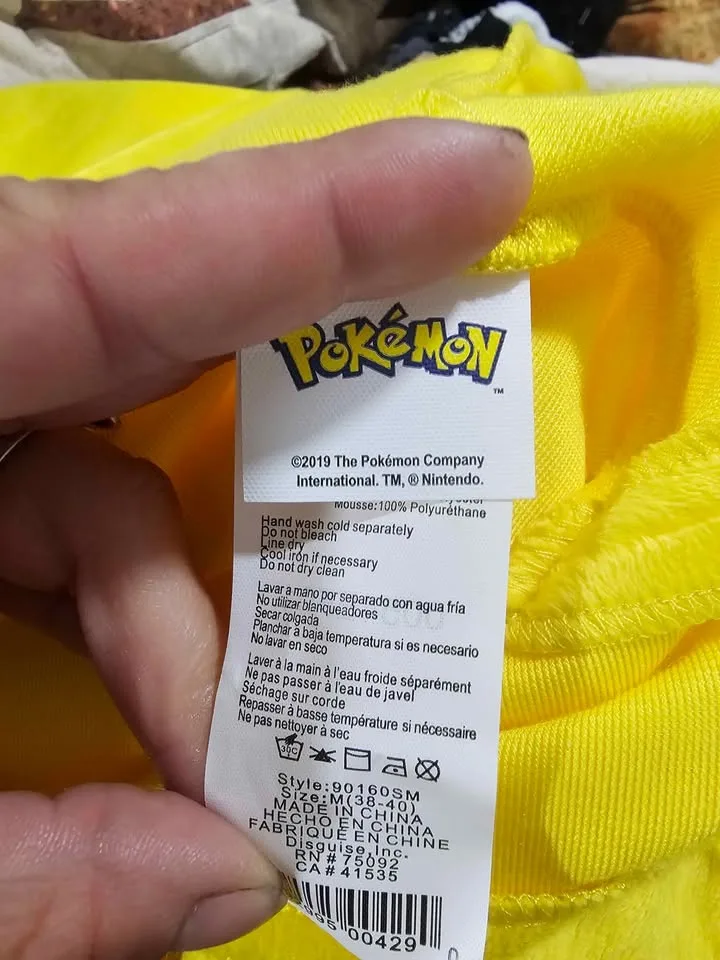 POKéMON
TM
©2019 The Pokémon Company
International. TM, ® Nintendo.
Mousse:100% Polyuréthane
Hand wash cold separately
Do not bleach
Line dry
Cool iron if necessary
Do not dry clean
Lavar a mano por separado con agua fría
No utilizar blanqueadores
Secar colgada
Planchar a baja temperatura si es necesario
No lavar en seco
Laver à la main à l'eau froide séparément
Ne pas passer à l'eau de javel
Séchage sur corde
Repasser à basse température si nécessaire
Ne pas nettoyer à sec
30C
Style:90160SM
Size:M(38-40)
MADE IN CHINA
HECHO EN CHINA
FABRIQUÉ EN CHINE
Disguise,Inc.
RN # 75092
CA # 41535
95 00429 0